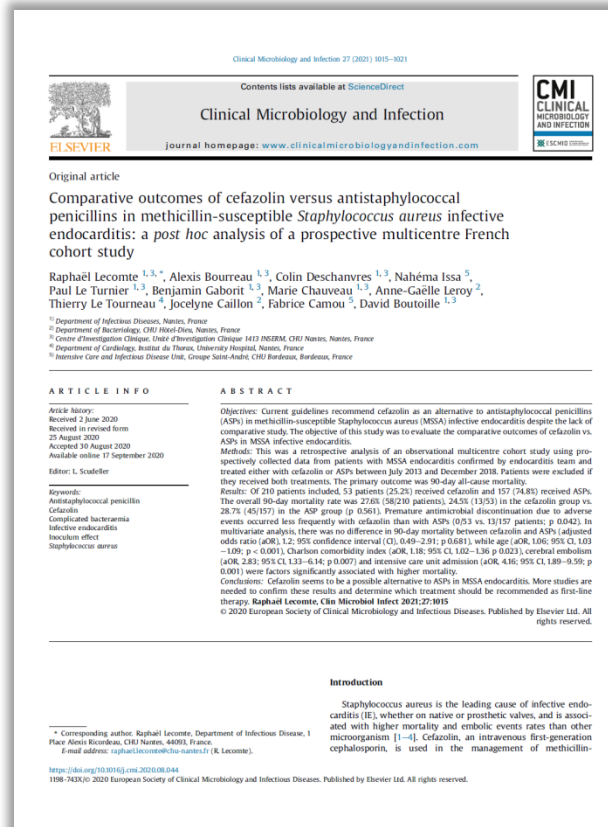 Clinical Microbiology and Infection 27 (2021) 1015–1021
Contents lists available at ScienceDirect
Clinical Microbiology and Infection
journal homepage: www.clinicalmicrobiologyandinfection.com
ELSEVIER
CMI
CLINICAL
MICROBIOLOGY
AND INFECTION
ESCMID
Original article
Comparative outcomes of cefazolin versus antistaphylococcal
penicillins in methicillin-susceptible Staphylococcus aureus infective
endocarditis: a post hoc analysis of a prospective multicentre French
cohort study
Raphaël Lecomte 1, 3, *, Alexis Bourreau 1, 3, Colin Deschanvres 1, 3, Nahéma Issa 5,
Paul Le Turnier 1, 3, Benjamin Gaborit 1, 3, Marie Chauveau 1, 3, Anne-Gaëlle Leroy 2,
Thierry Le Tourneau 4, Jocelyne Caillon 2, Fabrice Camou 5, David Boutoille 1, 3
1) Department of Infectious Diseases, Nantes, France
2) Department of Bacteriology, CHU Hôtel-Dieu, Nantes, France
3) Centre d'Investigation Clinique, Unité d'Investigation Clinique 1413 INSERM, CHU Nantes, Nantes, France
4) Department of Cardiology, Institut du Thorax, University Hospital, Nantes, France
5) Intensive Care and Infectious Disease Unit, Groupe Saint-André, CHU Bordeaux, Bordeaux, France
ARTICLE INFO
Article history:
Received 2 June 2020
Received in revised form
25 August 2020
Accepted 30 August 2020
Available online 17 September 2020
Editor: L. Scudeller
Keywords:
Antistaphylococcal penicillin
Cefazolin
Complicated bacteraemia
Infective endocarditis
Inoculum effect
Staphylococcus aureus
ABSTRACT
Objectives: Current guidelines recommend cefazolin as an alternative to antistaphylococcal penicillins
(ASPs) in methicillin-susceptible Staphylococcus aureus (MSSA) infective endocarditis despite the lack of
comparative study. The objective of this study was to evaluate the comparative outcomes of cefazolin vs.
ASPs in MSSA infective endocarditis.
Methods: This was a retrospective analysis of an observational multicentre cohort study using pro-
spectively collected data from patients with MSSA endocarditis confirmed by endocarditis team and
treated either with cefazolin or ASPs between July 2013 and December 2018. Patients were excluded if
they received both treatments. The primary outcome was 90-day all-cause mortality.
Results: Of 210 patients included, 53 patients (25.2%) received cefazolin and 157 (74.8%) received ASPs.
The overall 90-day mortality rate was 27.6% (58/210 patients), 24.5% (13/53) in the cefazolin group vs.
28.7% (45/157) in the ASP group (p 0.561). Premature antimicrobial discontinuation due to adverse
events occurred less frequently with cefazolin than with ASPs (0/53 vs. 13/157 patients; p 0.042). In
multivariate analysis, there was no difference in 90-day mortality between cefazolin and ASPs (adjusted
odds ratio (aOR), 1.2; 95% confidence interval (CI), 0.49–2.91; p 0.681), while age (aOR, 1.06; 95% CI, 1.03
–1.09; p < 0.001), Charlson comorbidity index (aOR, 1.18; 95% CI, 1.02–1.36 p 0.023), cerebral embolism
(aOR, 2.83; 95% CI, 1.33–6.14; p 0.007) and intensive care unit admission (aOR, 4.16; 95% CI, 1.89–9.59; p
0.001) were factors significantly associated with higher mortality.
Conclusions: Cefazolin seems to be a possible alternative to ASPs in MSSA endocarditis. More studies are
needed to confirm these results and determine which treatment should be recommended as first-line
therapy. Raphaël Lecomte, Clin Microbiol Infect 2021;27:1015
© 2020 European Society of Clinical Microbiology and Infectious Diseases. Published by Elsevier Ltd. All
rights reserved.
Introduction
Staphylococcus aureus is the leading cause of infective endo-
carditis (IE), whether on native or prosthetic valves, and is associ-
ated with higher mortality and embolic events rates than other
microorganism [1–4]. Cefazolin, an intravenous first-generation
cephalosporin, is used in the management of methicillin-
* Corresponding author. Raphaël Lecomte, Department of Infectious Disease, 1
Place Alexis Ricordeau, CHU Nantes, 44093, France.
E-mail address: raphael.lecomte@chu-nantes.fr (R. Lecomte).
https://doi.org/10.1016/j.cmi.2020.08.044
1198-743X/© 2020 European Society of Clinical Microbiology and Infectious Diseases. Published by Elsevier Ltd. All rights reserved.